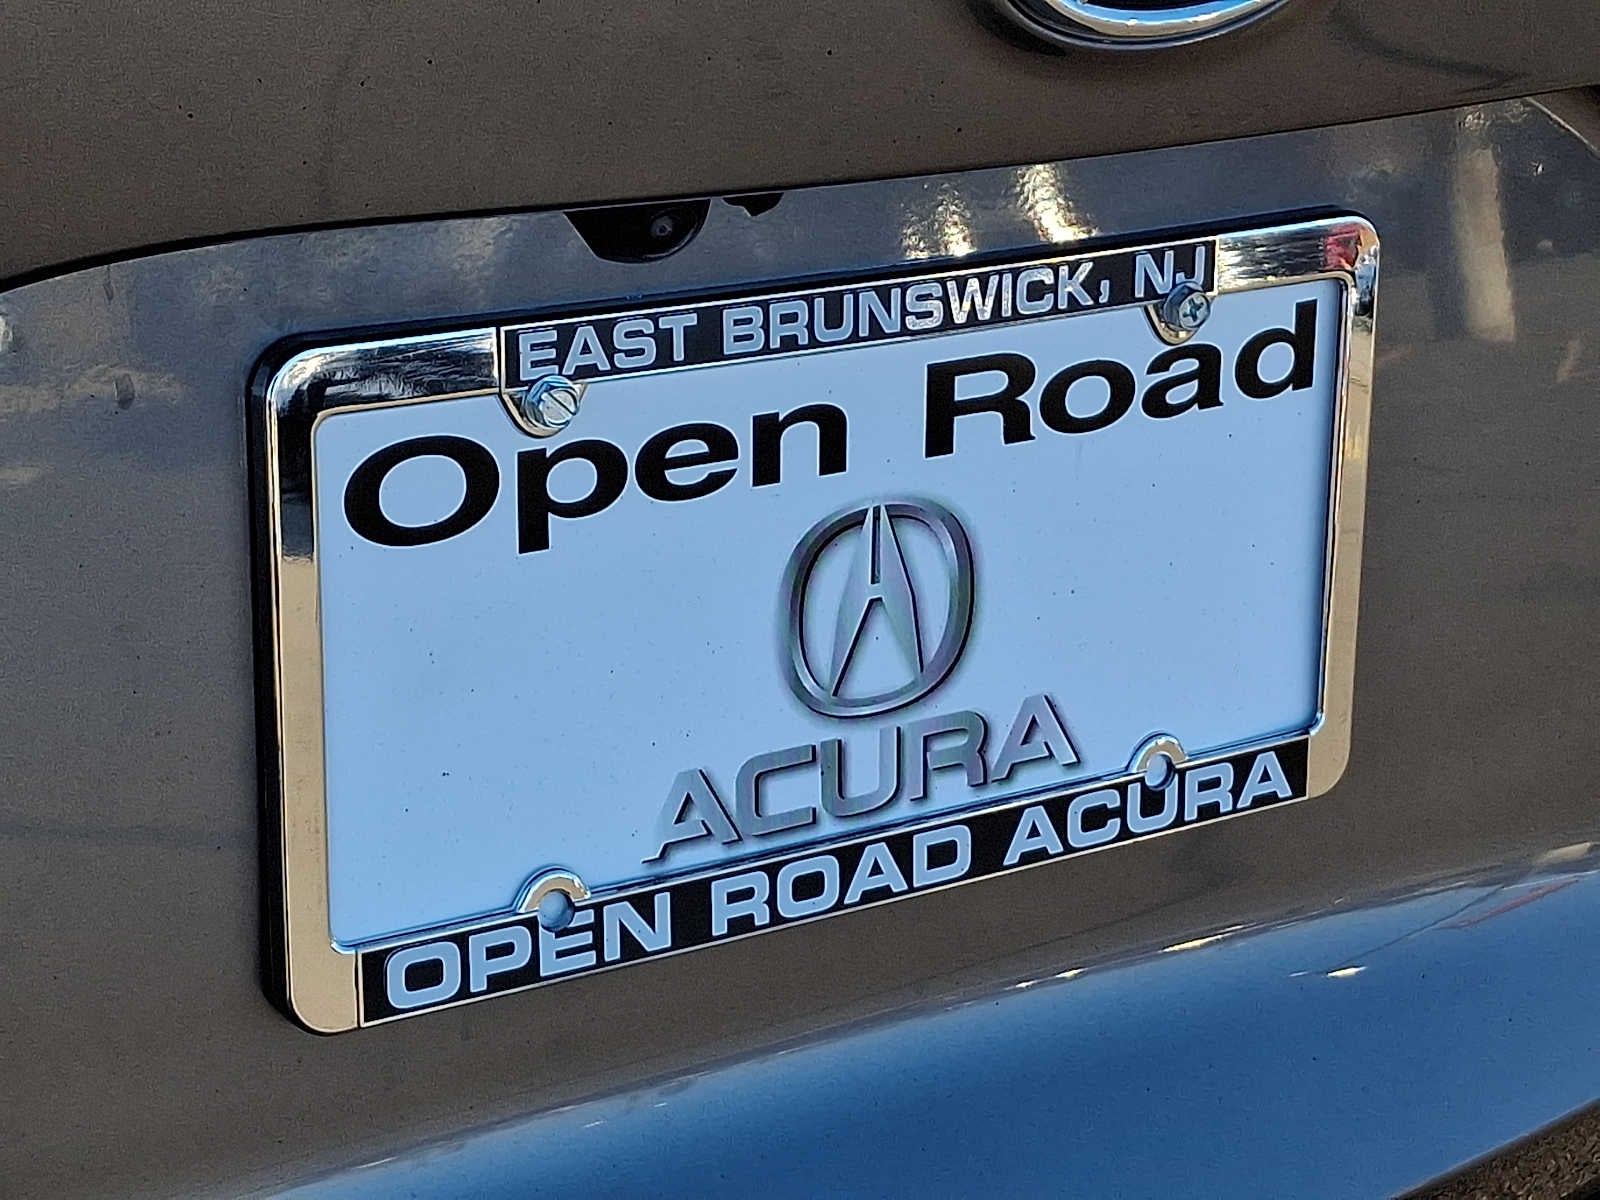 EAST BRUNSWICK, NJ
Open Road
ACURA
OPEN ROAD ACURA